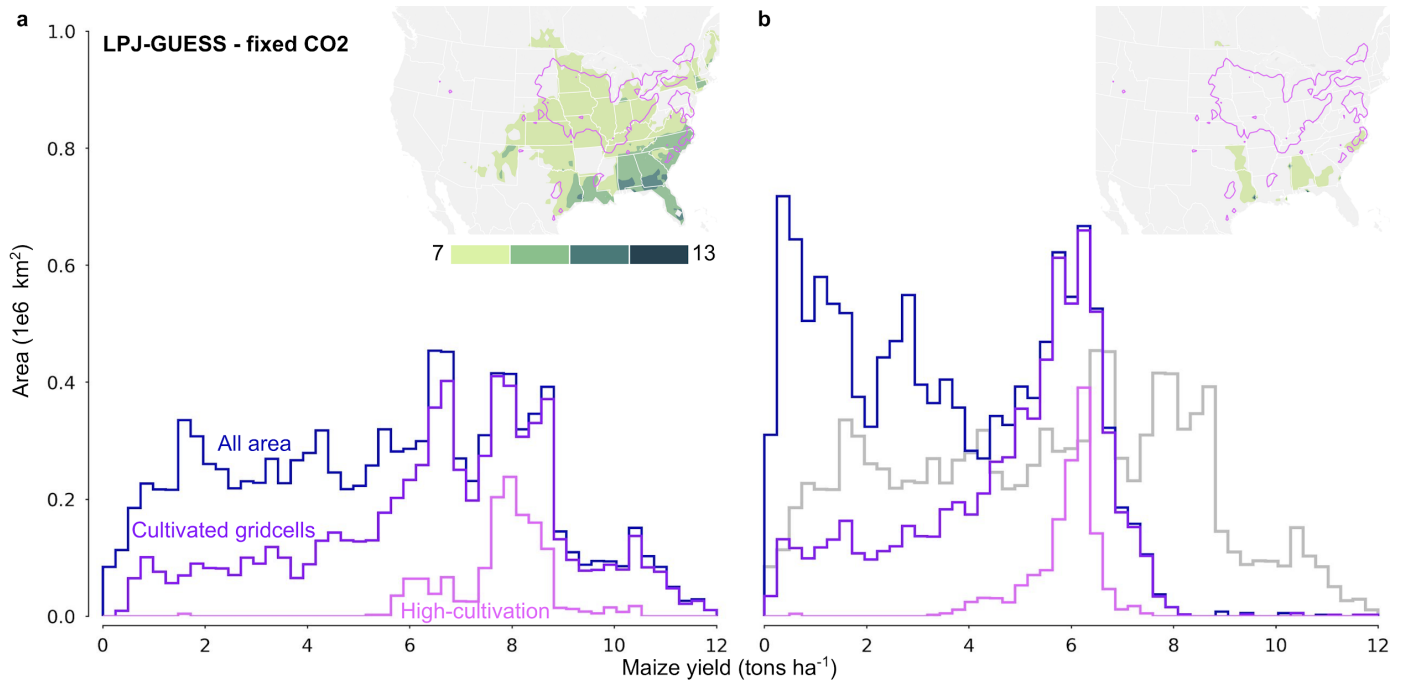 a
b
LPJ-GUESS - fixed CO2
1.0
0.8
0.6
0.4
0.2
0.0
Area (1e6 km²)
7
13
All area
Cultivated gridcells
High-cultivation
0 2 4 6 8 10 12
0 2 4 6 8 10 12
Maize yield (tons ha⁻¹)